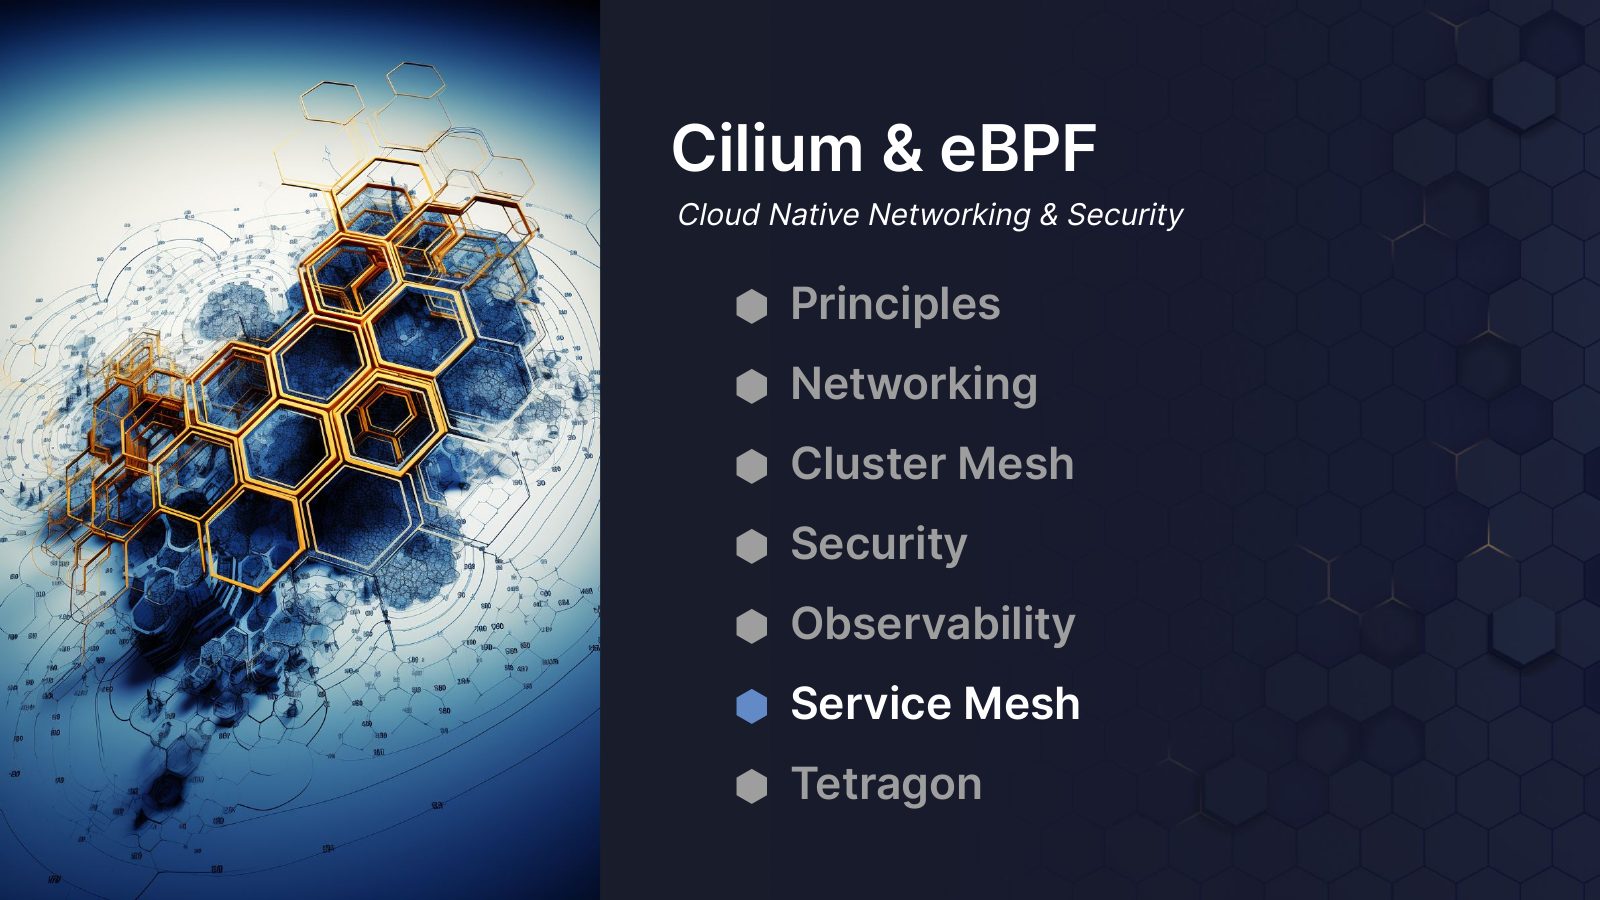 Cilium & eBPF
Cloud Native Networking & Security
Principles
Networking
Cluster Mesh
Security
Observability
Service Mesh
Tetragon